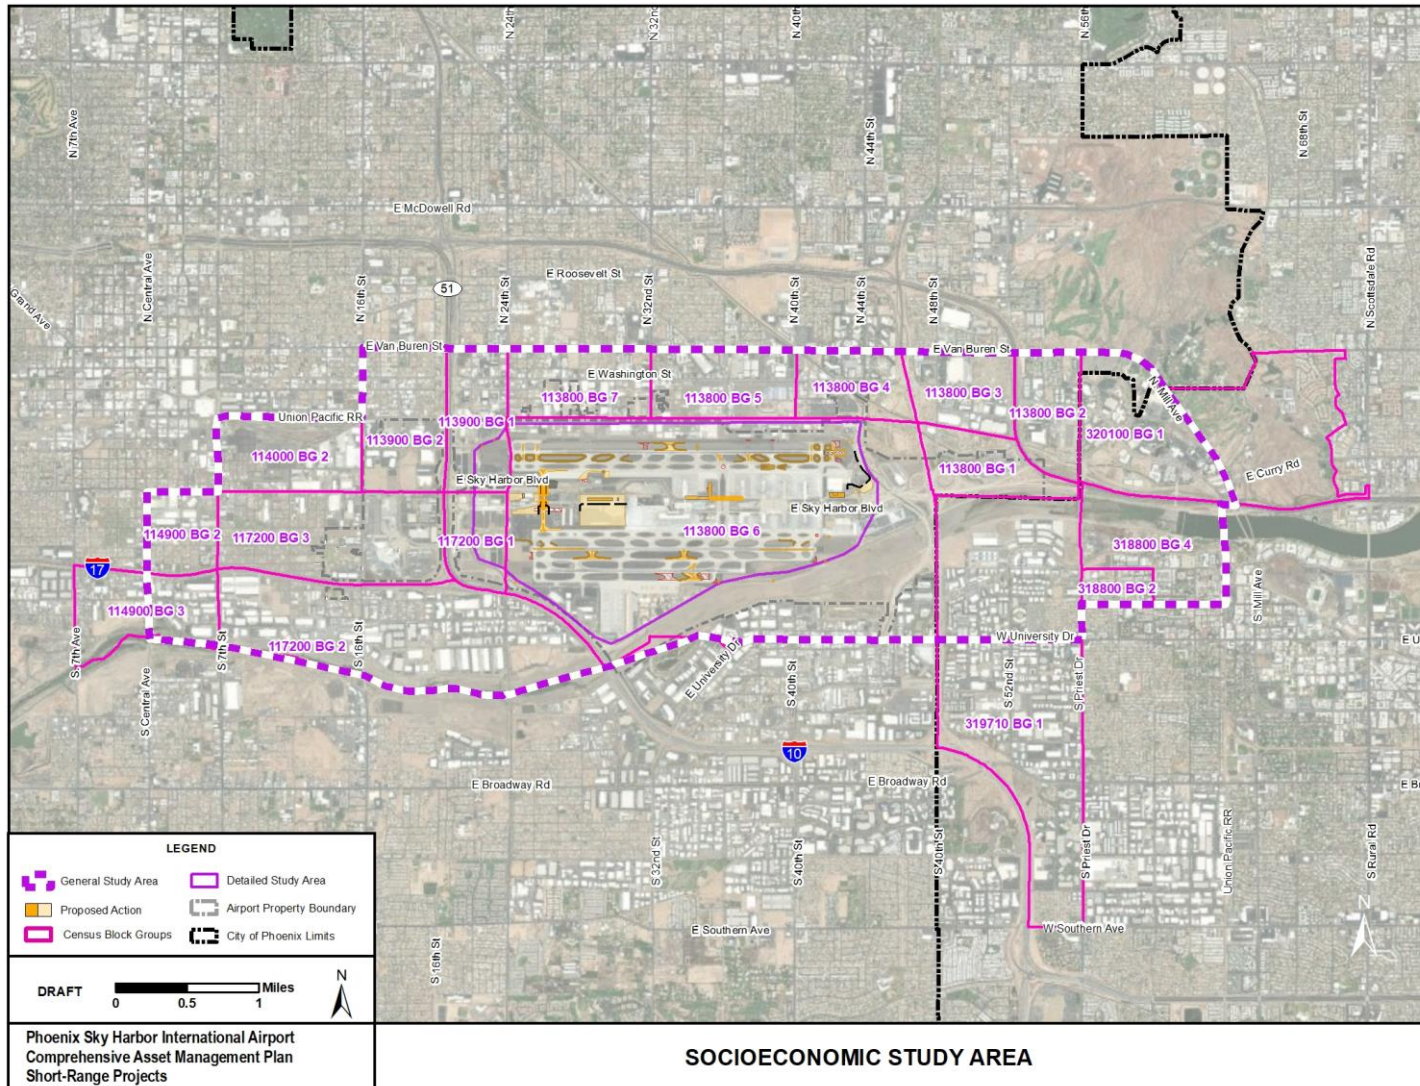 N 24th
N 32nd
N 40th
N 56th
N 7th Ave
N 44th St
N 68th St
E McDowell Rd
N Central Ave
N 16th St
51
N 24th St
E Roosevelt St
N 32nd St
N 40th St
N 44th St
N 48th St
N Scottsdale Rd
Grand Ave
E Van Buren St
E Van Buren St
E Washington St
113800 BG 7
113800 BG 5
113800 BG 4
113800 BG 3
N Mill Ave
Union Pacific RR
113900 BG 1
113900 BG 2
113800 BG 2
320100 BG 1
114000 BG 2
113800 BG 1
E Curry Rd
E Sky Harbor Blvd
E Sky Harbor Blvd
114900 BG 2
117200 BG 3
117200 BG 1
113800 BG 6
318800 BG 4
17
318800 BG 2
114900 BG 3
117200 BG 2
S 7th Ave
S Central Ave
S 7th St
S 16th St
E University Dr
S 40th St
W University Dr
S 52nd St
S Priest Dr
S Mill Ave
E U
319710 BG 1
10
E Broadway Rd
E Broadway Rd
E B
S 32nd St
S 40th St
S 40th St
S Priest Dr
Union Pacific RR
S Rural Rd
S 16th St
E Southern Ave
W Southern Ave
N
LEGEND
General Study Area
Detailed Study Area
Proposed Action
Airport Property Boundary
Census Block Groups
City of Phoenix Limits
DRAFT
0 0.5 1 Miles
N
Phoenix Sky Harbor International Airport
Comprehensive Asset Management Plan
Short-Range Projects
SOCIOECONOMIC STUDY AREA